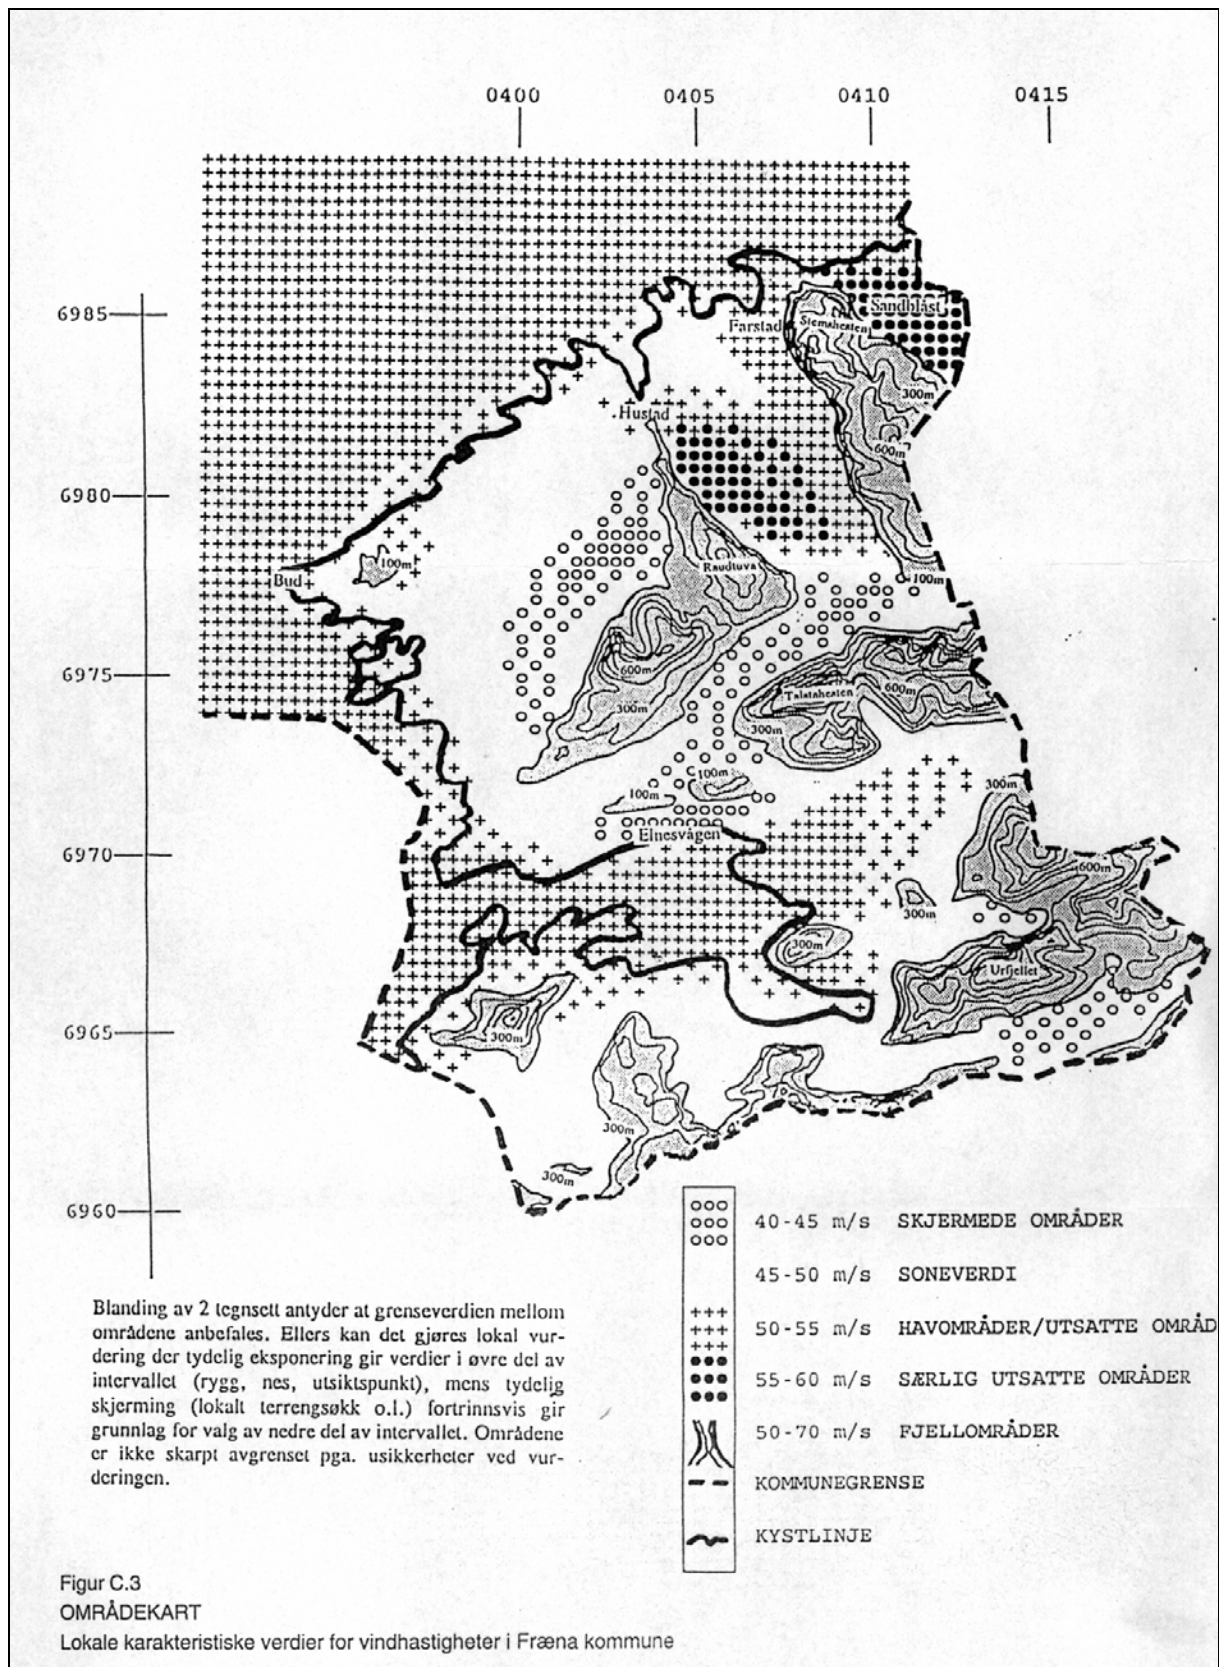 0400 0405 0410 0415
6985
Sandblåst
Farstad
Stemshesten
300m
Hustad
600m
6980
100m
Raudtuva
Bud
100m
6975
600m
600m
Talstahesten
300m
300m
100m
300m
100m
Elnesvågen
6970
600m
300m
300m
Urfjellet
6965
300m
300m
300m
6960
40-45 m/s SKJERMEDE OMRÅDER
45-50 m/s SONEVERDI
50-55 m/s HAVOMRÅDER/UTSATTE OMRÅD
55-60 m/s SÆRLIG UTSATTE OMRÅDER
50-70 m/s FJELLOMRÅDER
KOMMUNEGRENSE
KYSTLINJE
Blanding av 2 tegnsett antyder at grenseverdien mellom
områdene anbefales. Ellers kan det gjøres lokal vur-
dering der tydelig eksponering gir verdier i øvre del av
intervallet (rygg, nes, utsiktspunkt), mens tydelig
skjerming (lokalt terrengsøkk o.l.) fortrinnsvis gir
grunnlag for valg av nedre del av intervallet. Områdene
er ikke skarpt avgrenset pga. usikkerheter ved vur-
deringen.
Figur C.3
OMRÅDEKART
Lokale karakteristiske verdier for vindhastigheter i Fræna kommune